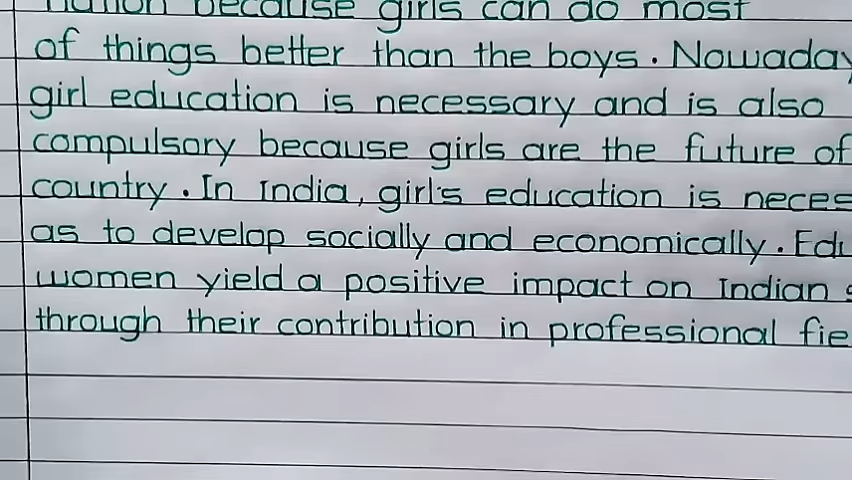 nation because girls can do most
of things better than the boys. Nowaday
girl education is necessary and is also
compulsory because girls are the future of
country. In India, girl's education is neces
as to develop socially and economically. Edu
women yield a positive impact on Indian s
through their contribution in professional fie